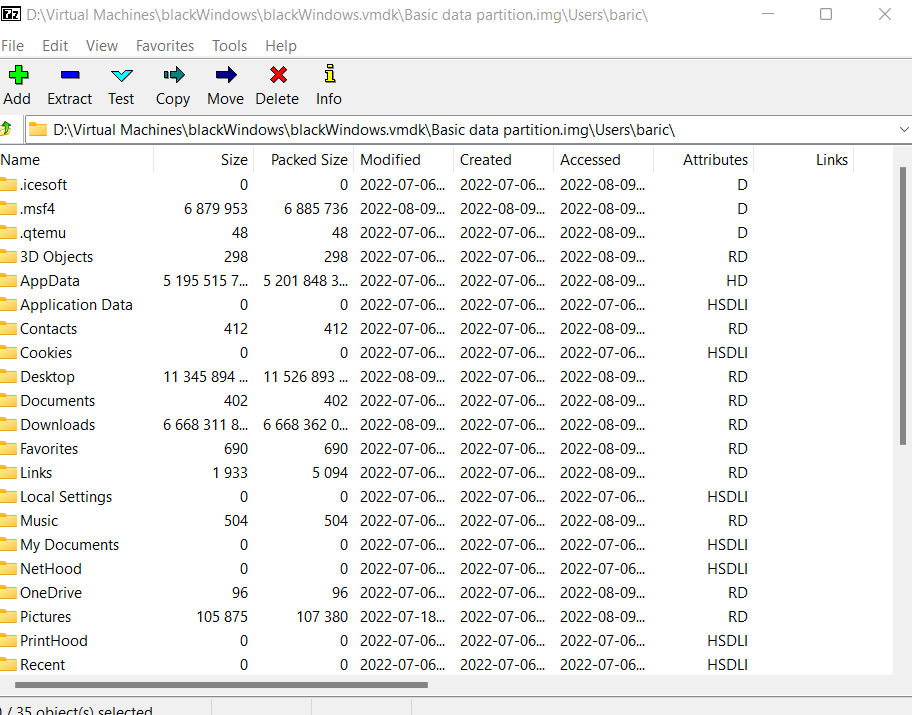 7z D:\Virtual Machines\blackWindows\blackWindows.vmdk\Basic data partition.img\Users\baric\
File Edit View Favorites Tools Help
Add Extract Test Copy Move Delete Info
D:\Virtual Machines\blackWindows\blackWindows.vmdk\Basic data partition.img\Users\baric\
Name Size Packed Size Modified Created Accessed Attributes Links
.icesoft 0 0 2022-07-06... 2022-07-06... 2022-08-09... D
.msf4 6 879 953 6 885 736 2022-08-09... 2022-08-09... 2022-08-09... D
.qtemu 48 48 2022-07-06... 2022-07-06... 2022-08-09... D
3D Objects 298 298 2022-07-06... 2022-07-06... 2022-08-09... RD
AppData 5 195 515 7... 5 201 848 3... 2022-07-06... 2022-07-06... 2022-08-09... HD
Application Data 0 0 2022-07-06... 2022-07-06... 2022-07-06... HSDLI
Contacts 412 412 2022-07-06... 2022-07-06... 2022-08-09... RD
Cookies 0 0 2022-07-06... 2022-07-06... 2022-07-06... HSDLI
Desktop 11 345 894 ... 11 526 893 ... 2022-08-09... 2022-07-06... 2022-08-09... RD
Documents 402 402 2022-07-06... 2022-07-06... 2022-08-09... RD
Downloads 6 668 311 8... 6 668 362 0... 2022-08-09... 2022-07-06... 2022-08-09... RD
Favorites 690 690 2022-07-06... 2022-07-06... 2022-08-09... RD
Links 1 933 5 094 2022-07-06... 2022-07-06... 2022-08-09... RD
Local Settings 0 0 2022-07-06... 2022-07-06... 2022-07-06... HSDLI
Music 504 504 2022-07-06... 2022-07-06... 2022-08-09... RD
My Documents 0 0 2022-07-06... 2022-07-06... 2022-07-06... HSDLI
NetHood 0 0 2022-07-06... 2022-07-06... 2022-07-06... HSDLI
OneDrive 96 96 2022-07-06... 2022-07-06... 2022-08-09... RD
Pictures 105 875 107 380 2022-07-18... 2022-07-06... 2022-08-09... RD
PrintHood 0 0 2022-07-06... 2022-07-06... 2022-07-06... HSDLI
Recent 0 0 2022-07-06... 2022-07-06... 2022-07-06... HSDLI
/ 35 object(s) selected